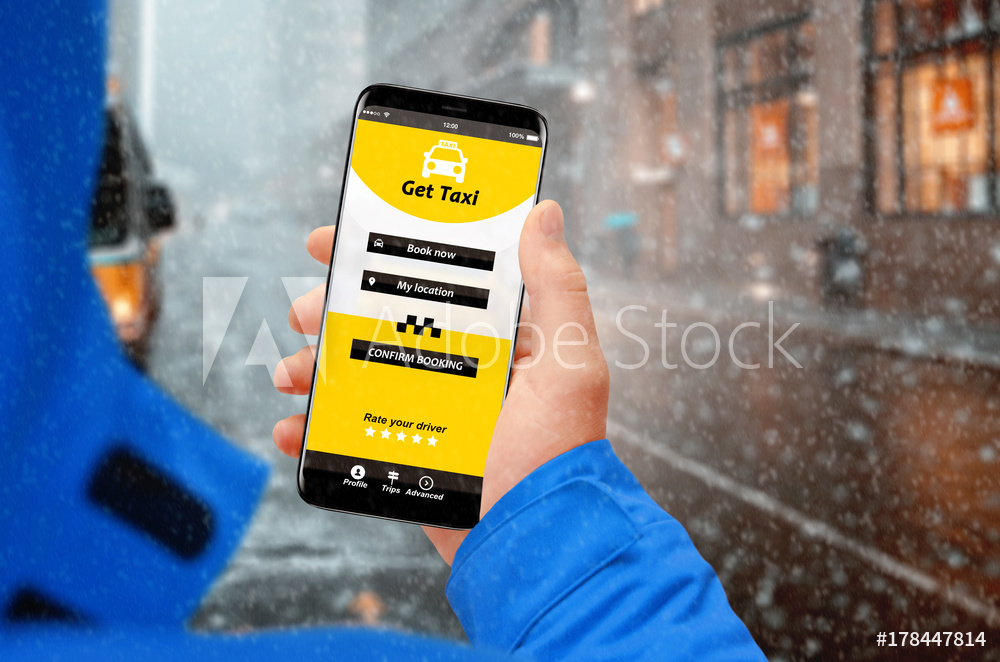 12:00
100%
TAXI
Get Taxi
Book now
My location
CONFIRM BOOKING
Rate your driver
Profile
Trips
Advanced
Adobe Stock
#178447814